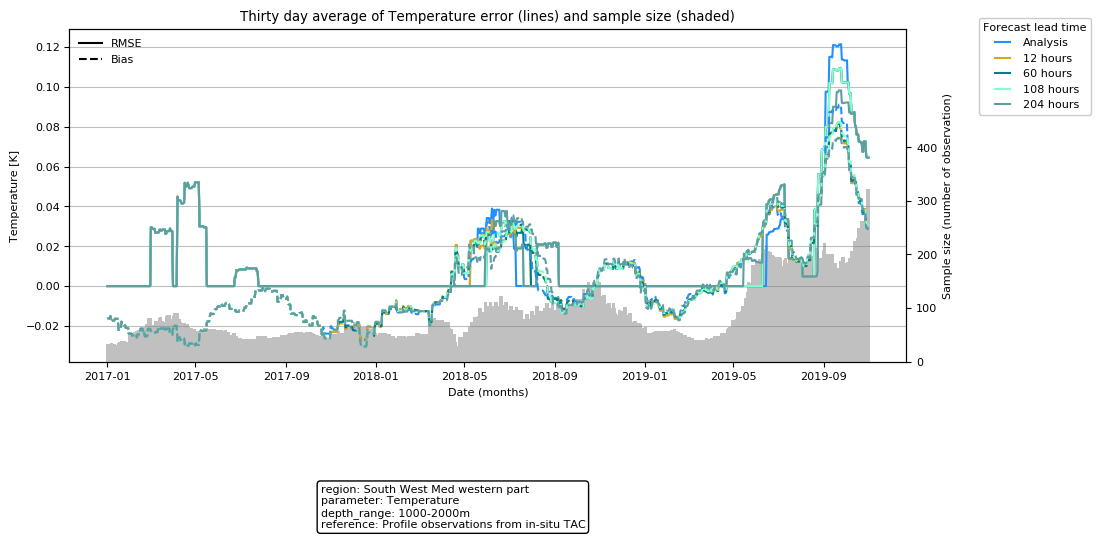 Thirty day average of Temperature error (lines) and sample size (shaded)
RMSE
Bias
Forecast lead time
Analysis
12 hours
60 hours
108 hours
204 hours
Temperature [K]
0.12
0.10
0.08
0.06
0.04
0.02
0.00
−0.02
Sample size (number of observation)
400
300
200
100
0
2017-01
2017-05
2017-09
2018-01
2018-05
2018-09
2019-01
2019-05
2019-09
Date (months)
region: South West Med western part
parameter: Temperature
depth_range: 1000-2000m
reference: Profile observations from in-situ TAC